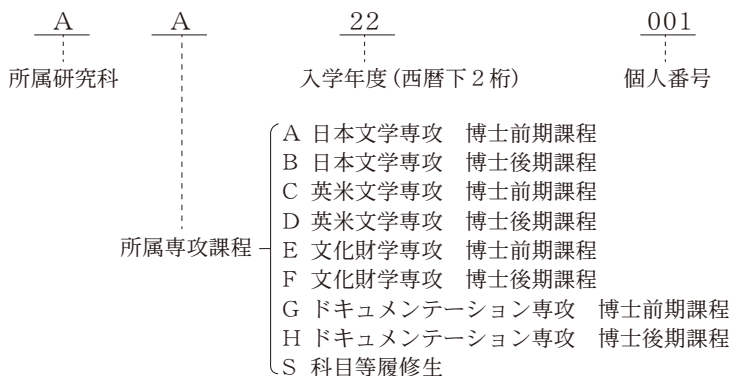 A A 22 001
所属研究科 入学年度(西暦下2桁) 個人番号
A 日本文学専攻 博士前期課程
B 日本文学専攻 博士後期課程
C 英米文学専攻 博士前期課程
D 英米文学専攻 博士後期課程
所属専攻課程
E 文化財学専攻 博士前期課程
F 文化財学専攻 博士後期課程
G ドキュメンテーション専攻 博士前期課程
H ドキュメンテーション専攻 博士後期課程
S 科目等履修生